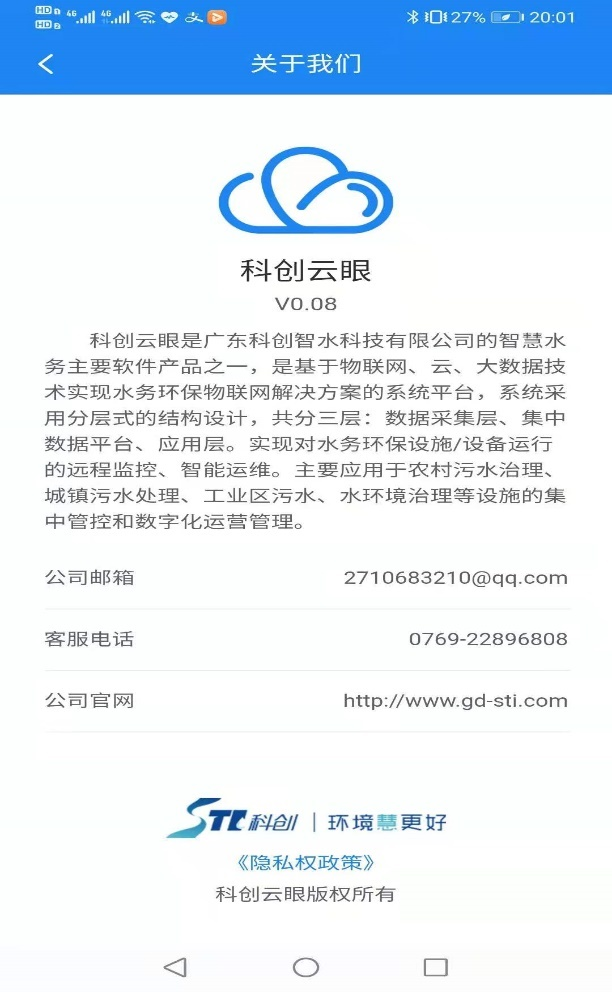 HD 1 4G 4G 27% 20:01
HD 2
关于我们
科创云眼
V0.08
科创云眼是广东科创智水科技有限公司的智慧水
务主要软件产品之一，是基于物联网、云、大数据技
术实现水务环保物联网解决方案的系统平台，系统采
用分层式的结构设计，共分三层：数据采集层、集中
数据平台、应用层。实现对水务环保设施/设备运行
的远程监控、智能运维。主要应用于农村污水治理、
城镇污水处理、工业区污水、水环境治理等设施的集
中管控和数字化运营管理。
公司邮箱 2710683210@qq.com
客服电话 0769-22896808
公司官网 http://www.gd-sti.com
STI科创 | 环境慧更好
《隐私权政策》
科创云眼版权所有